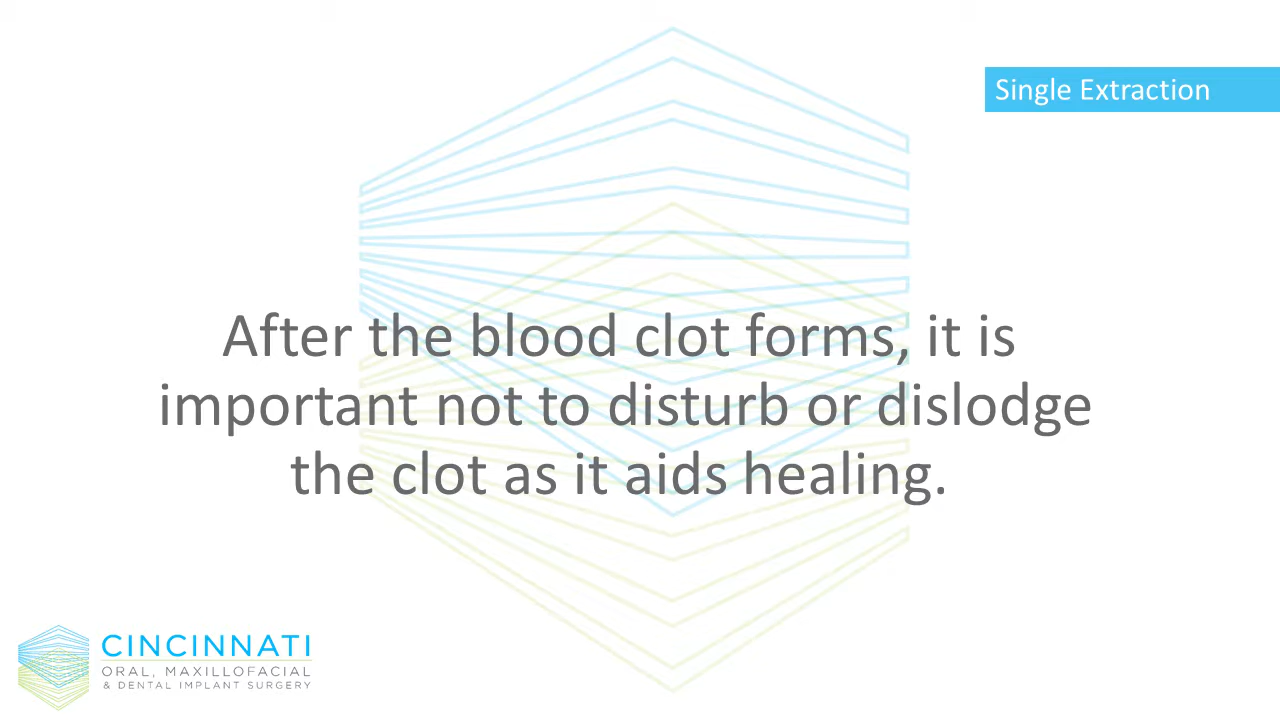 Single Extraction
After the blood clot forms, it is
important not to disturb or dislodge
the clot as it aids healing.
CINCINNATI
ORAL, MAXILLOFACIAL
& DENTAL IMPLANT SURGERY